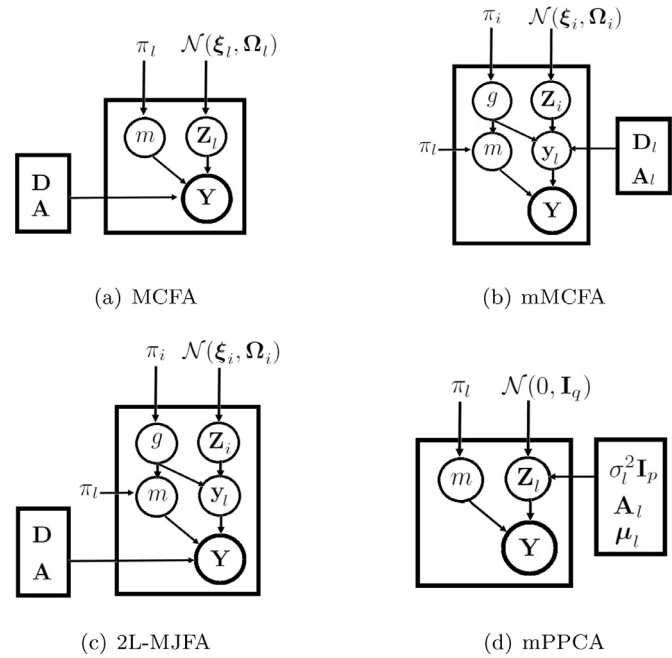 π_l N(ξ_l, Ω_l)
m Z_l
D
A
Y
(a) MCFA
π_i N(ξ_i, Ω_i)
g Z_i
π_l m y_l
D_l
A_l
Y
(b) mMCFA
π_i N(ξ_i, Ω_i)
g Z_i
π_l m y_l
D
A
Y
(c) 2L-MJFA
π_l N(0, I_q)
m Z_l
σ_l^2 I_p
A_l
μ_l
Y
(d) mPPCA